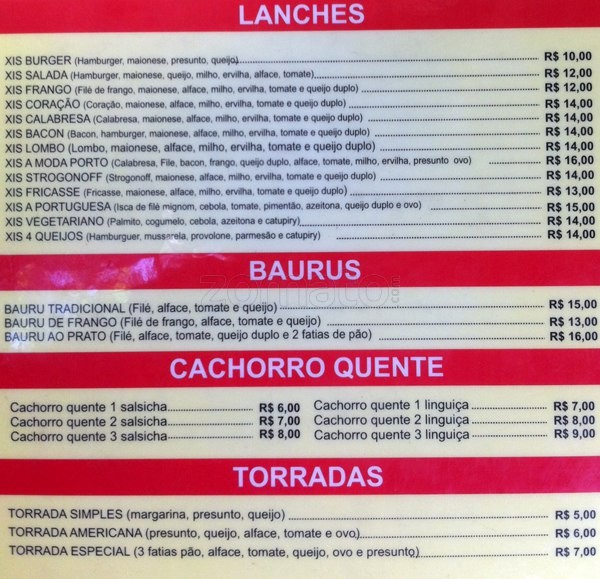 LANCHES
XIS BURGER (Hamburger, maionese, presunto, queijo) R$ 10,00
XIS SALADA (Hamburger, maionese, queijo, milho, ervilha, alface, tomate) R$ 12,00
XIS FRANGO (Filé de frango, maionese, alface, milho, ervilha, tomate e queijo duplo) R$ 12,00
XIS CORAÇÃO (Coração, maionese, alface, milho, ervilha, tomate e queijo duplo) R$ 14,00
XIS CALABRESA (Calabresa, maionese, alface, milho, ervilha, tomate e queijo duplo) R$ 14,00
XIS BACON (Bacon, hamburger, maionese, alface, milho, ervilha, tomate e queijo) R$ 14,00
XIS LOMBO (Lombo, maionese, alface, milho, ervilha, tomate e queijo duplo) R$ 14,00
XIS A MODA PORTO (Calabresa, File, bacon, frango, queijo duplo, alface, tomate, milho, ervilha, presunto ovo) R$ 16,00
XIS STROGONOFF (Strogonoff, maionese, alface, milho, ervilha, tomate e queijo duplo) R$ 14,00
XIS FRICASSE (Fricasse, maionese, alface, milho, ervilha, tomate e queijo duplo) R$ 13,00
XIS A PORTUGUESA (Isca de filé mignom, cebola, tomate, pimentão, azeitona, queijo duplo e ovo) R$ 15,00
XIS VEGETARIANO (Palmito, cogumelo, cebola, azeitona e catupiry) R$ 14,00
XIS 4 QUEIJOS (Hamburguer, mussarela, provolone, parmesão e catupiry) R$ 14,00
BAURUS
zomato
BAURU TRADICIONAL (Filé, alface, tomate e queijo) R$ 15,00
BAURU DE FRANGO (Filé de frango, alface, tomate e queijo) R$ 13,00
BAURU AO PRATO (Filé, alface, tomate, queijo duplo e 2 fatias de pão) R$ 16,00
CACHORRO QUENTE
Cachorro quente 1 salsicha R$ 6,00 Cachorro quente 1 linguiça R$ 7,00
Cachorro quente 2 salsicha R$ 7,00 Cachorro quente 2 linguiça R$ 8,00
Cachorro quente 3 salsicha R$ 8,00 Cachorro quente 3 linguiça R$ 9,00
TORRADAS
TORRADA SIMPLES (margarina, presunto, queijo) R$ 5,00
TORRADA AMERICANA (presunto, queijo, alface, tomate e ovo) R$ 6,00
TORRADA ESPECIAL (3 fatias pão, alface, tomate, queijo, ovo e presunto) R$ 7,00